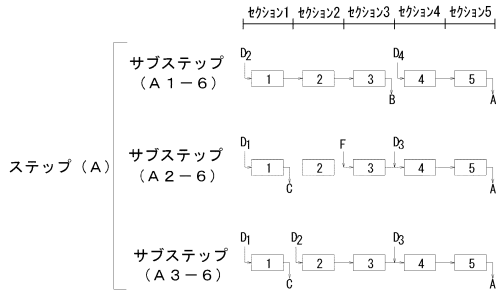 セクション1 セクション2 セクション3 セクション4 セクション5
サブステップ
(A1-6)
D2 D4
1 2 3 4 5
B A
ステップ(A)
サブステップ
(A2-6)
D1 F D3
1 2 3 4 5
C A
サブステップ
(A3-6)
D1 D2 D3
1 2 3 4 5
C A